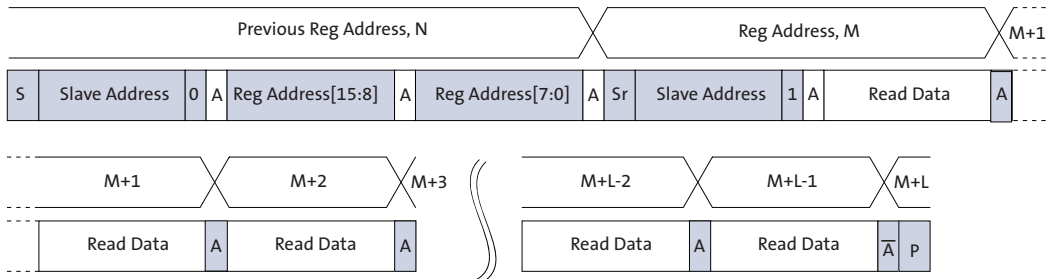 Previous Reg Address, N Reg Address, M M+1
S Slave Address 0 A Reg Address[15:8] A Reg Address[7:0] A Sr Slave Address 1 A Read Data A
M+1 M+2 M+3 M+L-2 M+L-1 M+L
Read Data A Read Data A Read Data A Read Data A̅ P